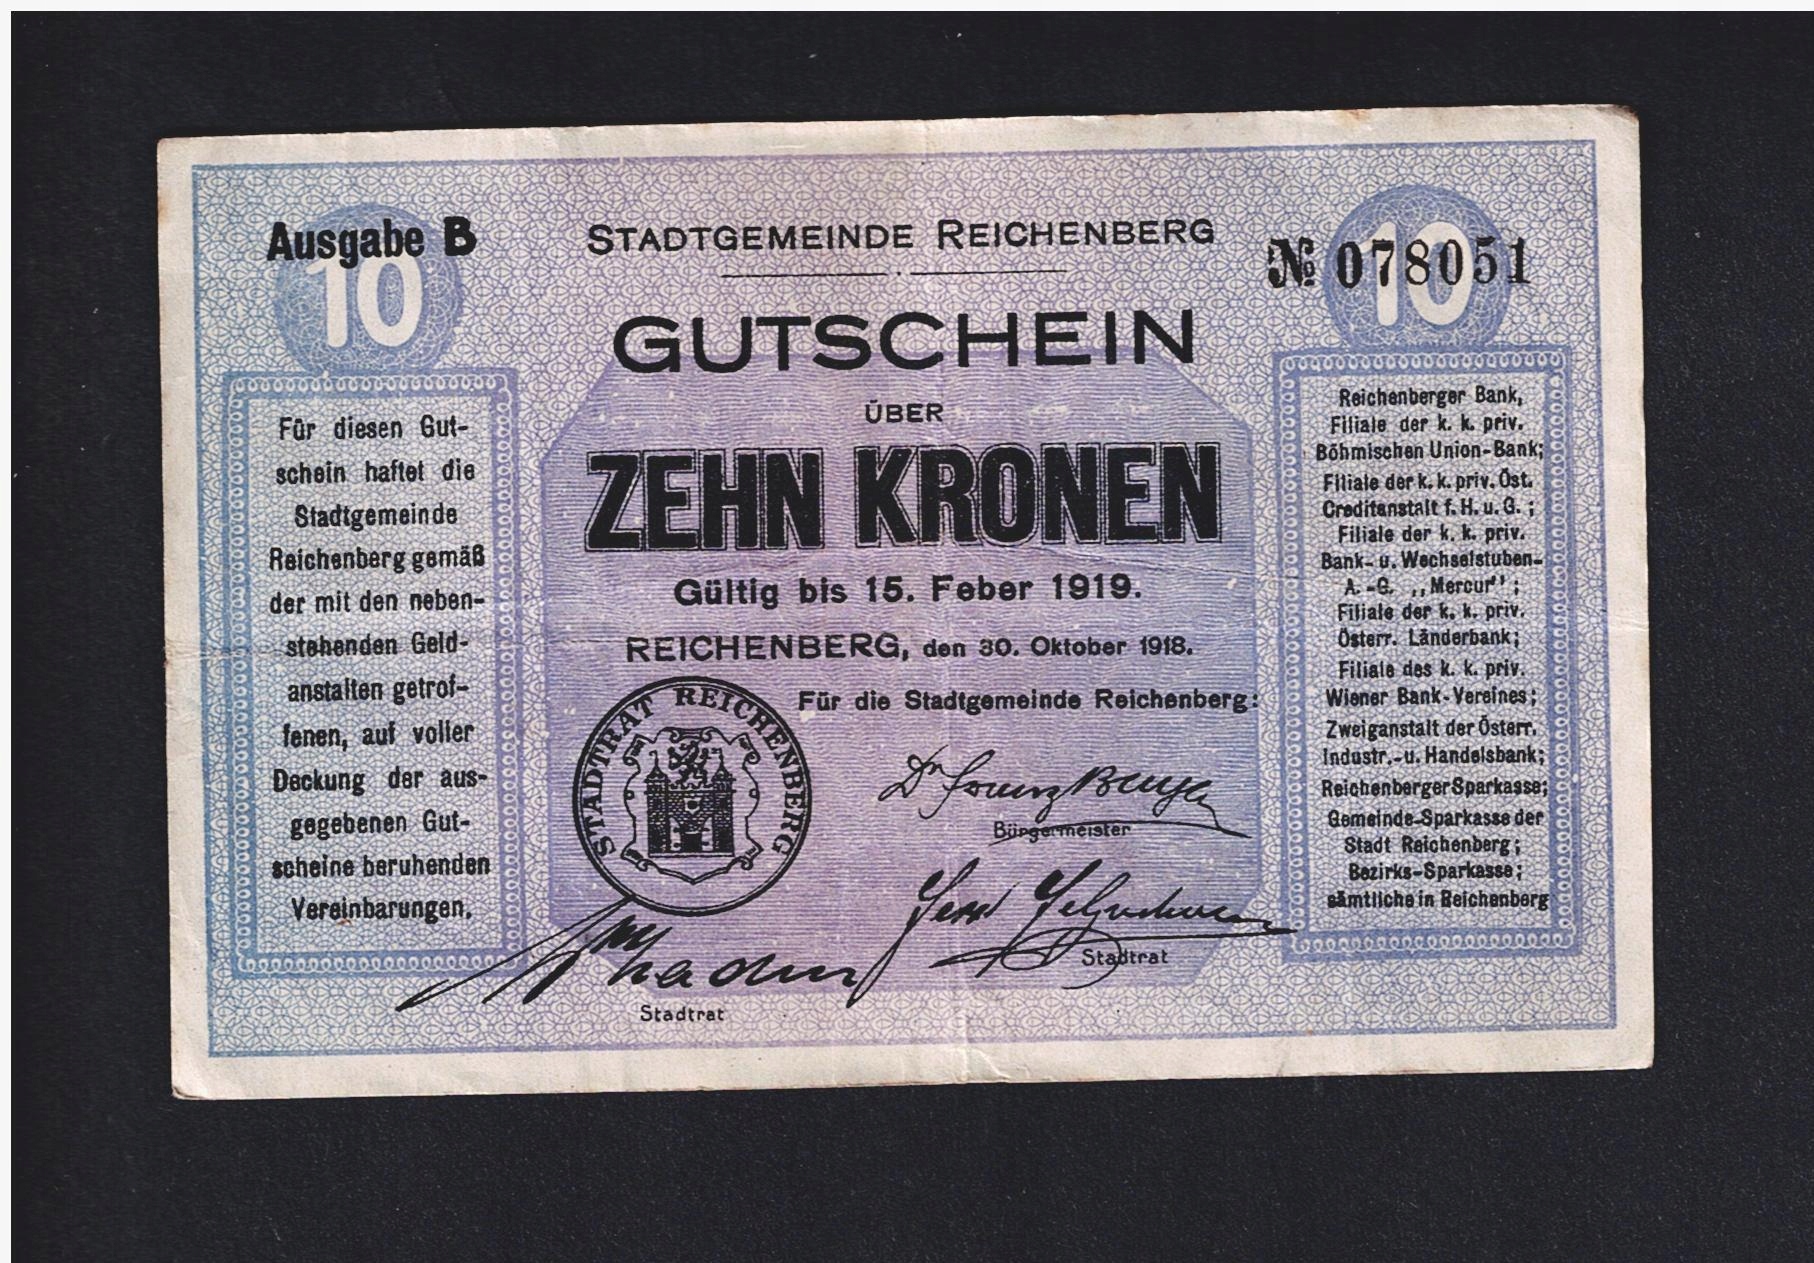 Ausgabe B
10
STADTGEMEINDE REICHENBERG
№ 078051
10
GUTSCHEIN
ÜBER
ZEHN KRONEN
Gültig bis 15. Feber 1919.
REICHENBERG, den 30. Oktober 1918.
Für die Stadtgemeinde Reichenberg:
STADTRAT REICHENBERG
Dr Franz
Bürgermeister
Stadtrat
Stadtrat
Für diesen Gut-
schein haftet die
Stadtgemeinde
Reichenberg gemäß
der mit den neben-
stehenden Geld-
anstalten getrof-
fenen, auf voller
Deckung der aus-
gegebenen Gut-
scheine beruhenden
Vereinbarungen.
Reichenberger Bank,
Filiale der k. k. priv.
Böhmischen Union-Bank;
Filiale der k. k. priv. Öst.
Creditanstalt f. H. u. G. ;
Filiale der k. k. priv.
Bank- u. Wechselstuben-
A. -G. ,,Mercur'' ;
Filiale der k. k. priv.
Österr. Länderbank;
Filiale des k. k. priv.
Wiener Bank-Vereines;
Zweiganstalt der Österr.
Industr.-u. Handelsbank;
Reichenberger Sparkasse;
Gemeinde-Sparkasse der
Stadt Reichenberg;
Bezirks-Sparkasse;
sämtliche in Reichenberg